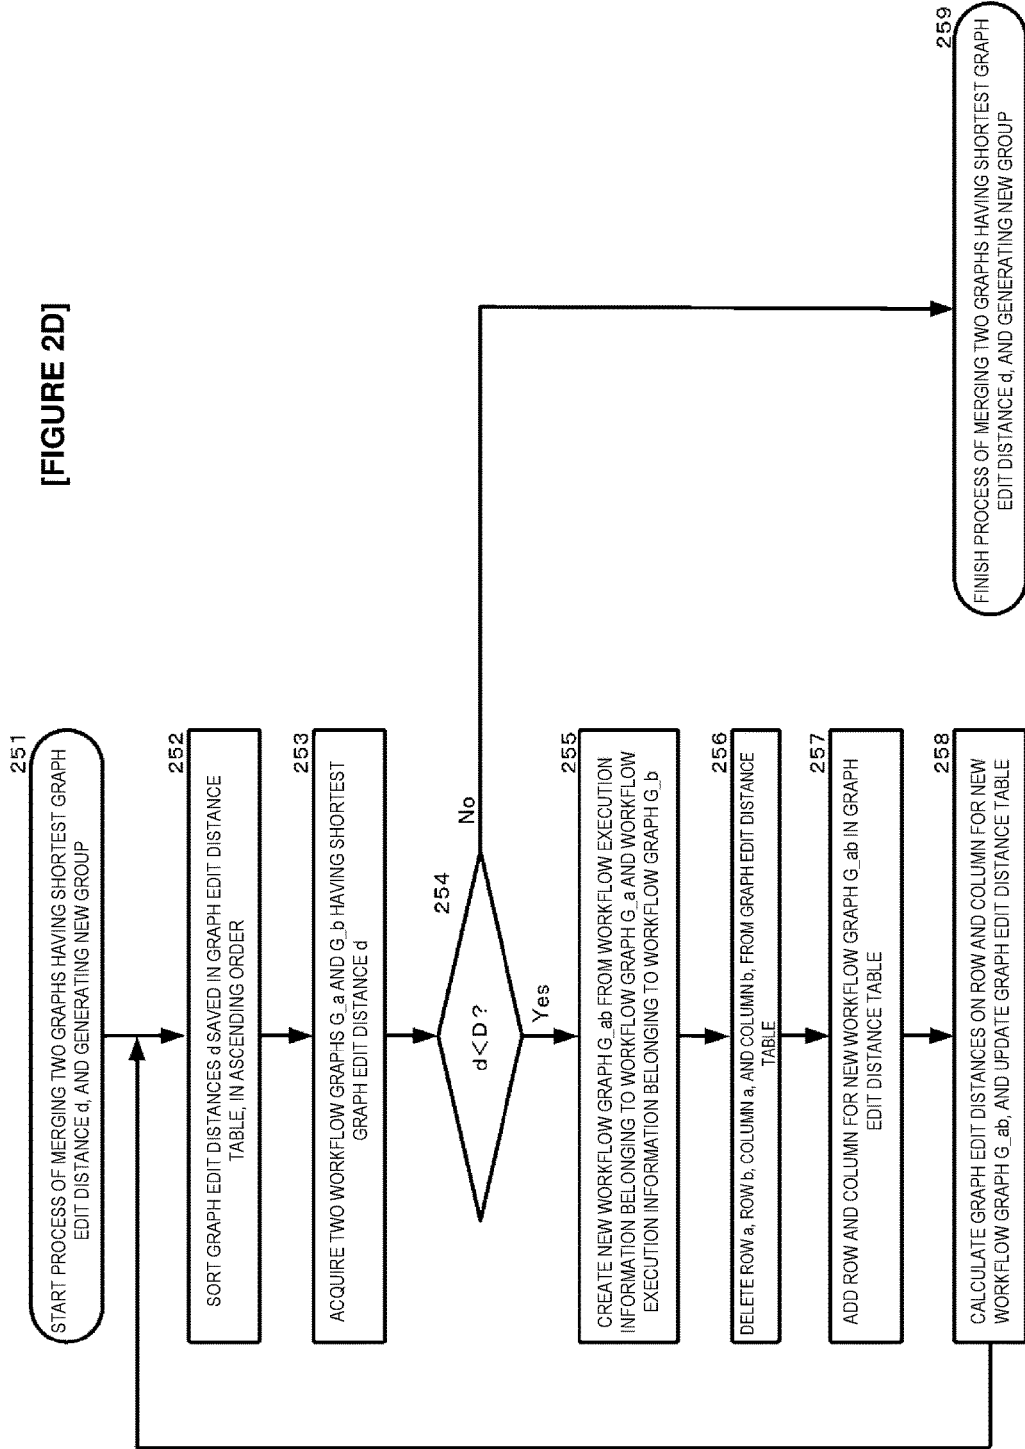 [FIGURE 2D]
251
START PROCESS OF MERGING TWO GRAPHS HAVING SHORTEST GRAPH
EDIT DISTANCE d, AND GENERATING NEW GROUP
252
SORT GRAPH EDIT DISTANCES d SAVED IN GRAPH EDIT DISTANCE
TABLE, IN ASCENDING ORDER
253
ACQUIRE TWO WORKFLOW GRAPHS G_a AND G_b HAVING SHORTEST
GRAPH EDIT DISTANCE d
254
d<D?
No
Yes
255
CREATE NEW WORKFLOW GRAPH G_ab FROM WORKFLOW EXECUTION
INFORMATION BELONGING TO WORKFLOW GRAPH G_a AND WORKFLOW
EXECUTION INFORMATION BELONGING TO WORKFLOW GRAPH G_b
256
DELETE ROW a, ROW b, COLUMN a, AND COLUMN b, FROM GRAPH EDIT DISTANCE
TABLE
257
ADD ROW AND COLUMN FOR NEW WORKFLOW GRAPH G_ab IN GRAPH
EDIT DISTANCE TABLE
258
CALCULATE GRAPH EDIT DISTANCES ON ROW AND COLUMN FOR NEW
WORKFLOW GRAPH G_ab, AND UPDATE GRAPH EDIT DISTANCE TABLE
259
FINISH PROCESS OF MERGING TWO GRAPHS HAVING SHORTEST GRAPH
EDIT DISTANCE d, AND GENERATING NEW GROUP